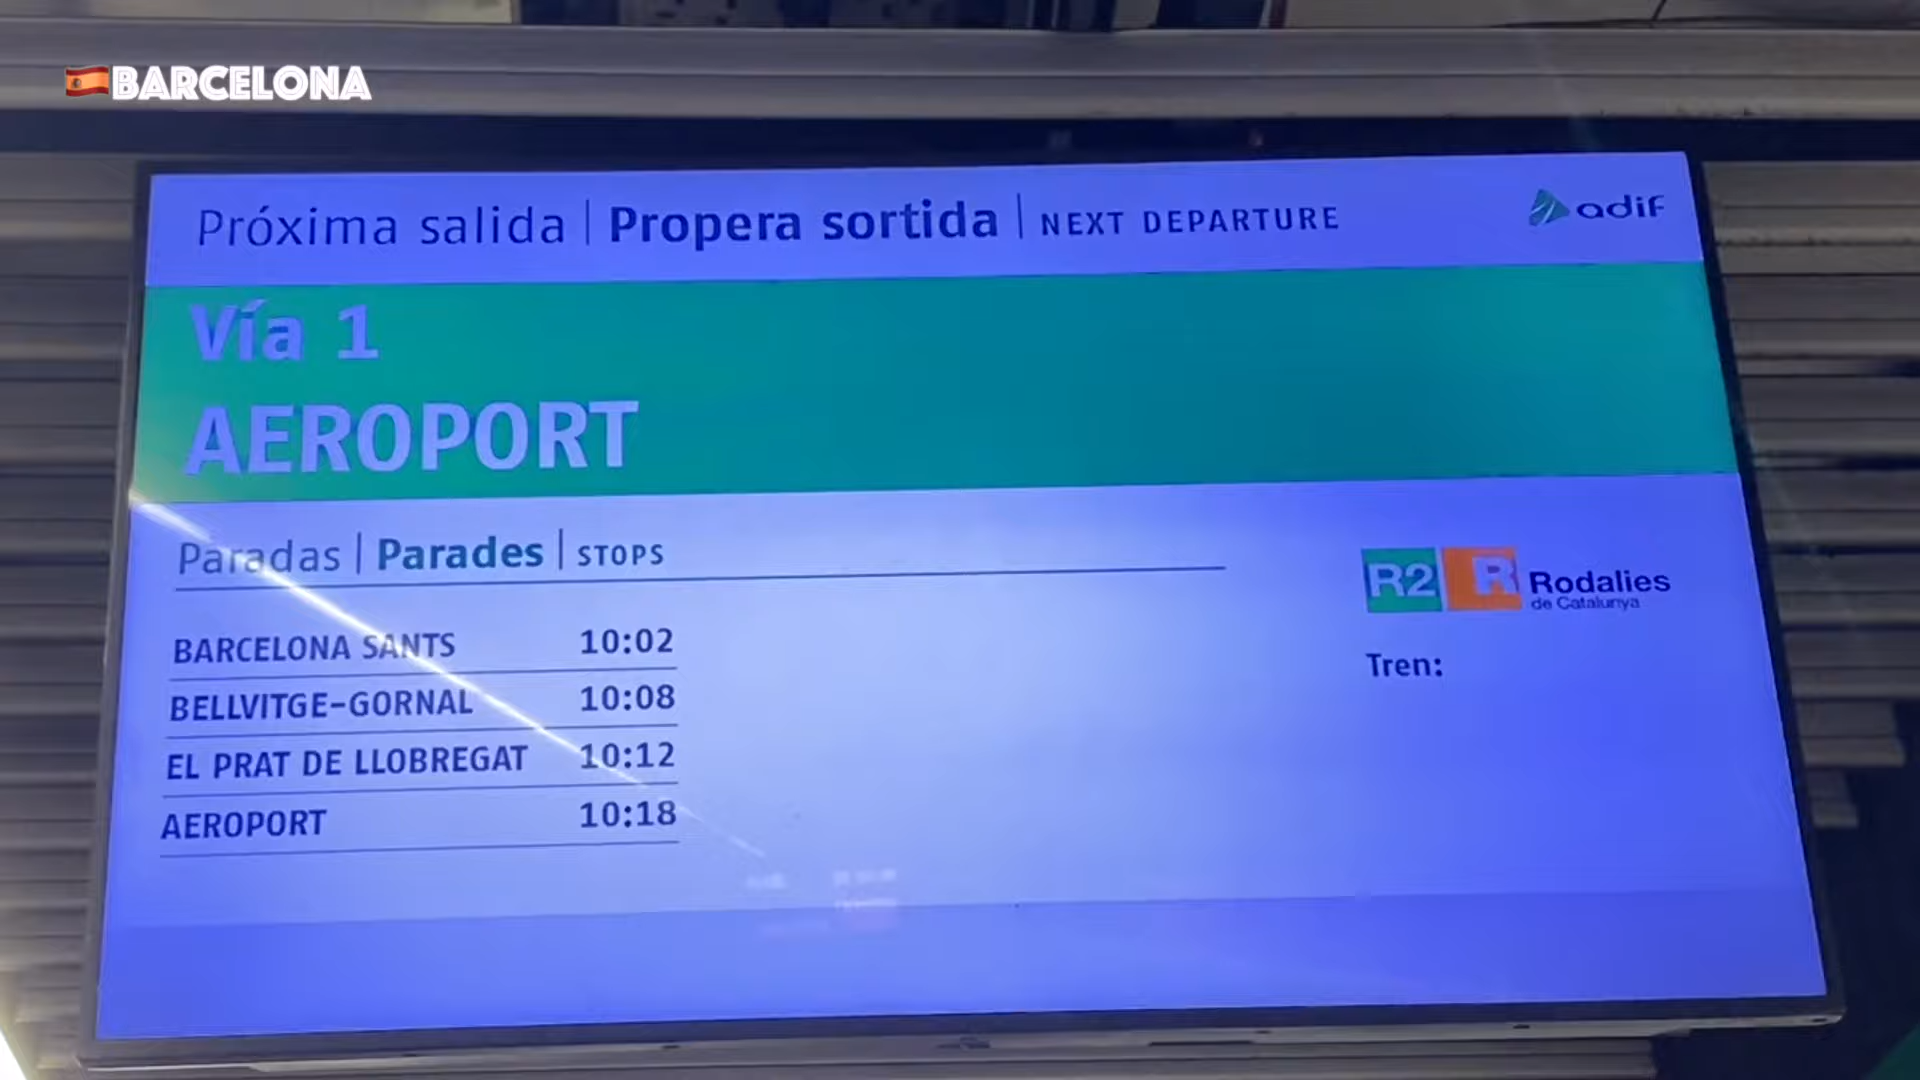 BARCELONA
Próxima salida | Propera sortida | NEXT DEPARTURE
adif
Vía 1
AEROPORT
Paradas | Parades | STOPS
R2 R Rodalies
de Catalunya
Tren:
BARCELONA SANTS 10:02
BELLVITGE-GORNAL 10:08
EL PRAT DE LLOBREGAT 10:12
AEROPORT 10:18